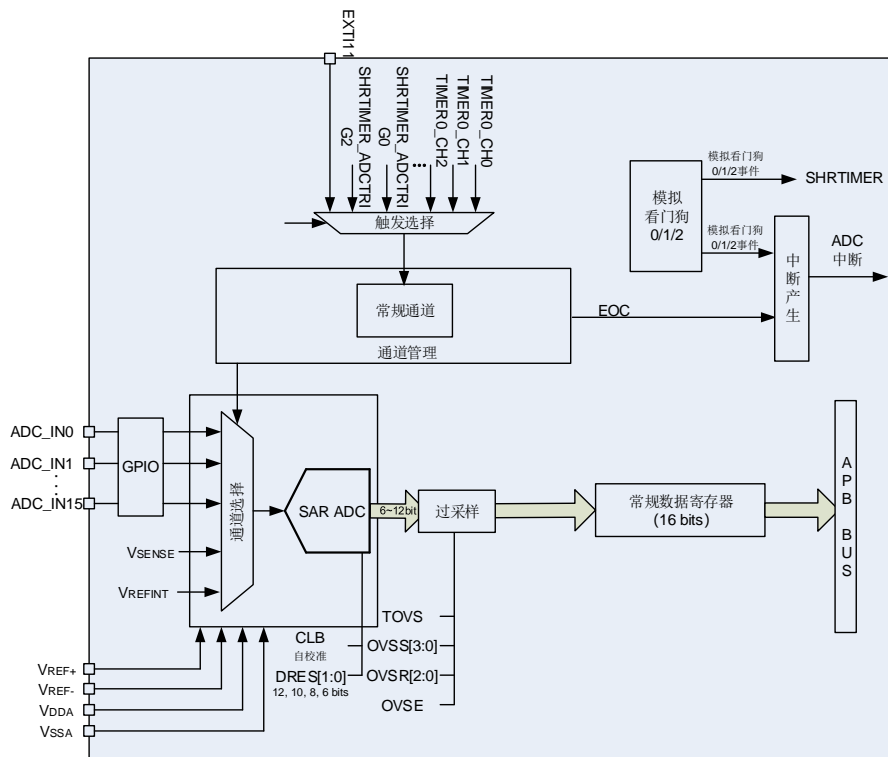 EXTI11
SHRTIMER_ADCTRI
G2
SHRTIMER_ADCTRI
G0
....
TIMER0_CH2
TIMER0_CH1
TIMER0_CH0
触发选择
常规通道
通道管理
EOC
模拟
看门狗
0/1/2
模拟看门狗
0/1/2事件
SHRTIMER
模拟看门狗
0/1/2事件
中断产生
ADC
中断
ADC_IN0
ADC_IN1
ADC_IN15
GPIO
VSENSE
VREFINT
通道选择
SAR ADC
6~12bit
过采样
常规数据寄存器
(16 bits)
APB BUS
CLB
自校准
DRES[1:0]
12, 10, 8, 6 bits
TOVS
OVSS[3:0]
OVSR[2:0]
OVSE
VREF+
VREF-
VDDA
VSSA